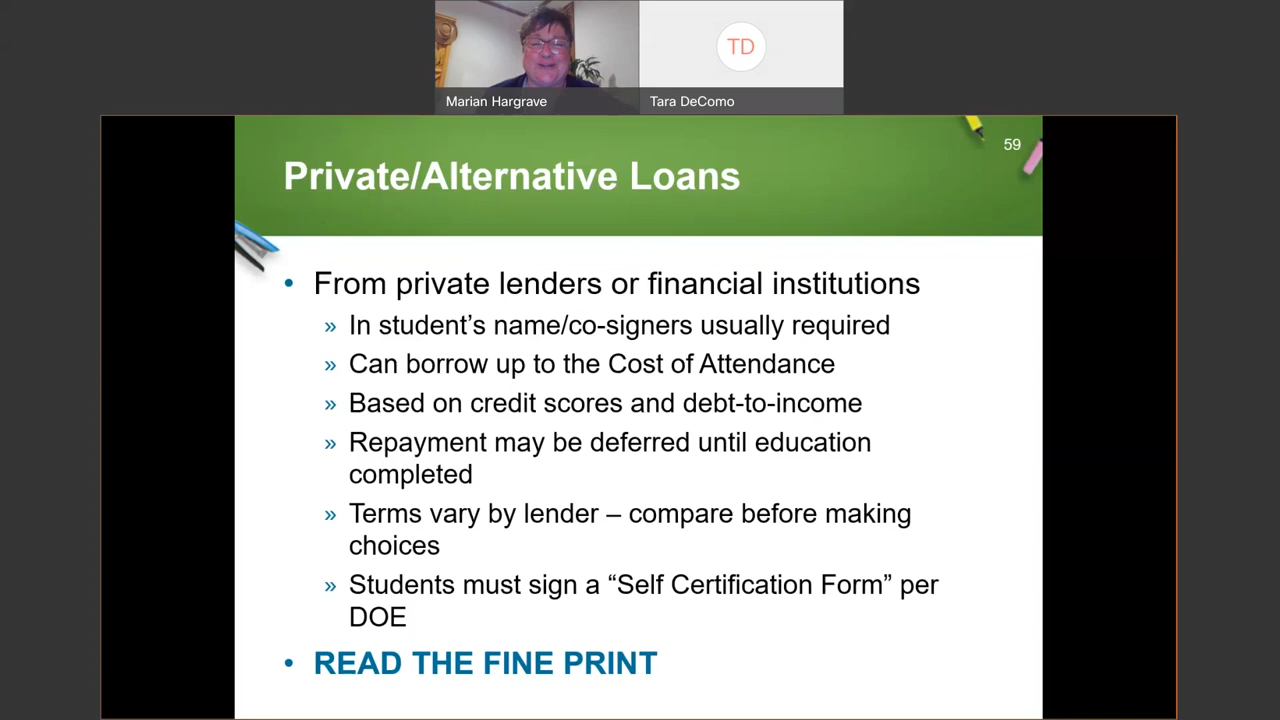 TD
Marian Hargrave
Tara DeComo
59
Private/Alternative Loans
• From private lenders or financial institutions
» In student’s name/co-signers usually required
» Can borrow up to the Cost of Attendance
» Based on credit scores and debt-to-income
» Repayment may be deferred until education
completed
» Terms vary by lender – compare before making
choices
» Students must sign a “Self Certification Form” per
DOE
• READ THE FINE PRINT